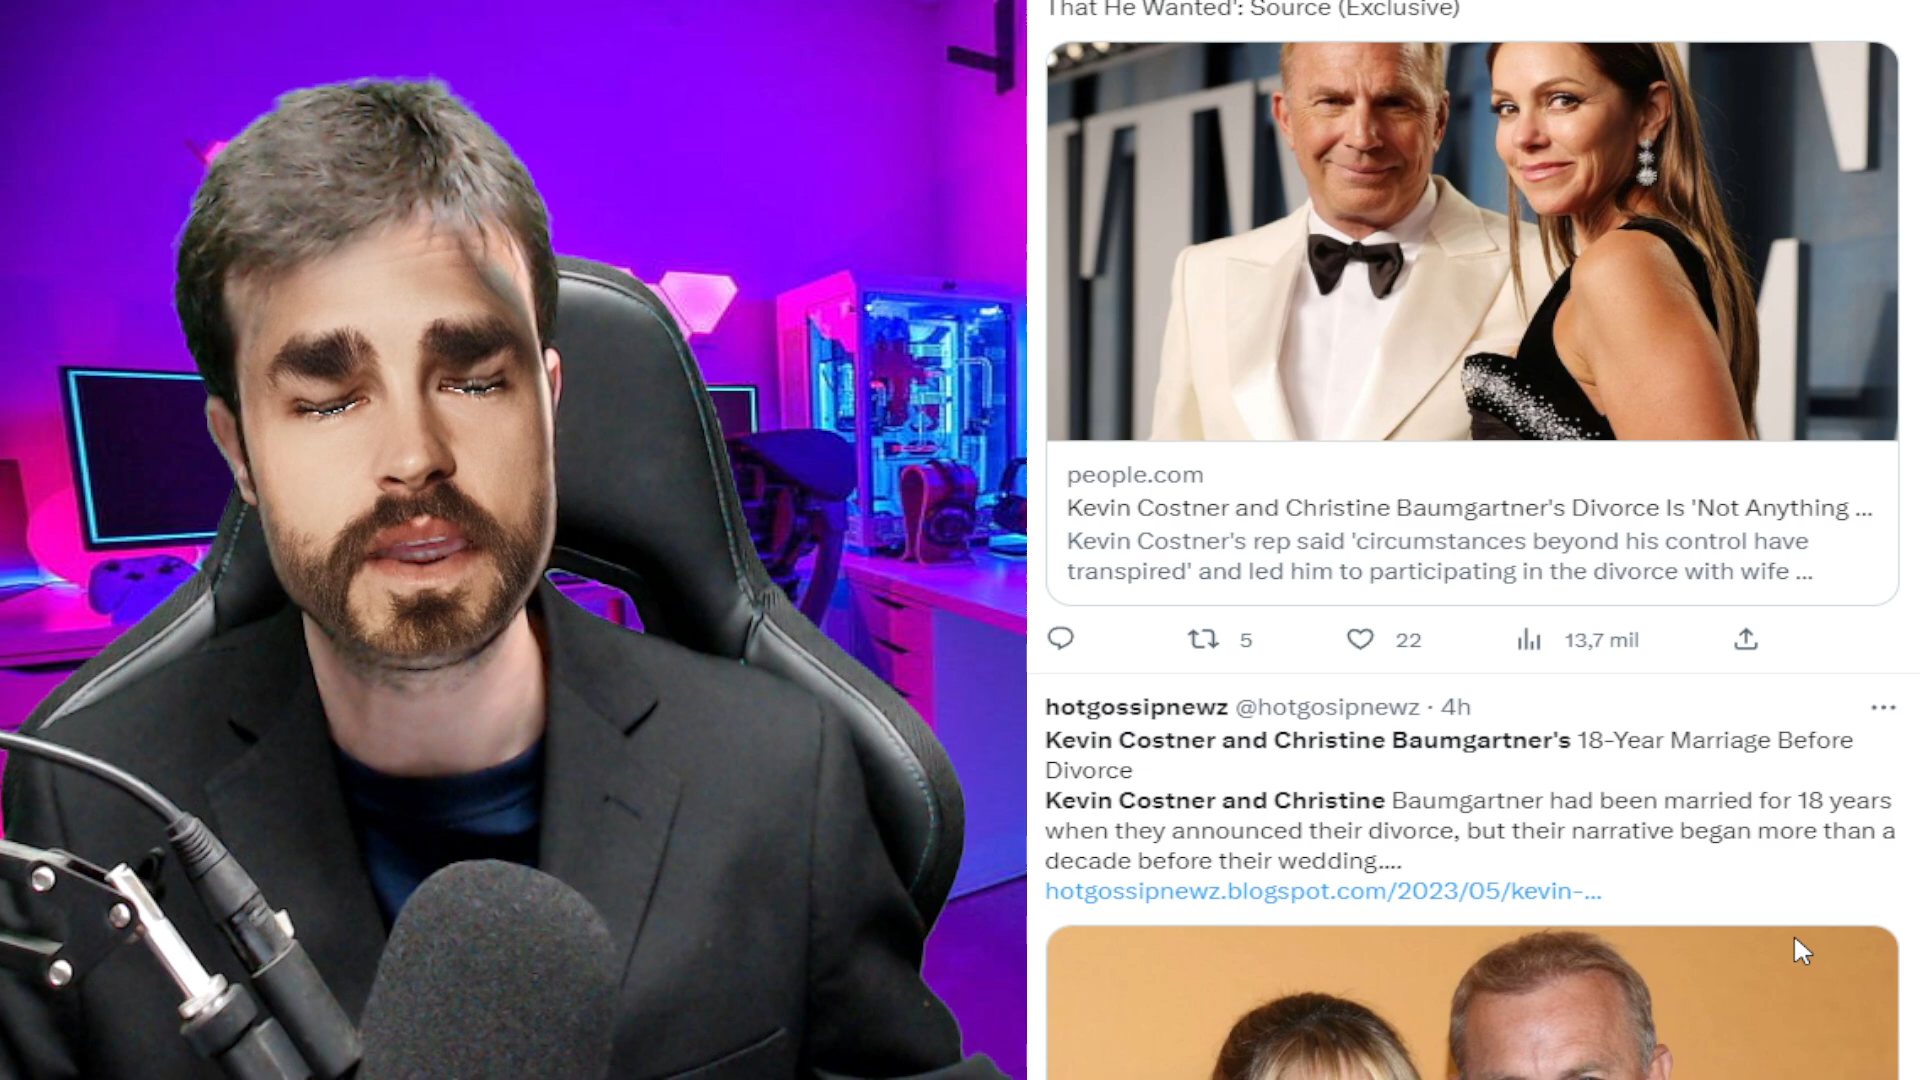 That He Wanted': Source (Exclusive)
people.com
Kevin Costner and Christine Baumgartner's Divorce Is 'Not Anything ...
Kevin Costner's rep said 'circumstances beyond his control have
transpired' and led him to participating in the divorce with wife ...
5 22 13,7 mil
hotgossipnewz @hotgosipnewz · 4h
Kevin Costner and Christine Baumgartner's 18-Year Marriage Before
Divorce
Kevin Costner and Christine Baumgartner had been married for 18 years
when they announced their divorce, but their narrative began more than a
decade before their wedding....
hotgossipnewz.blogspot.com/2023/05/kevin-...